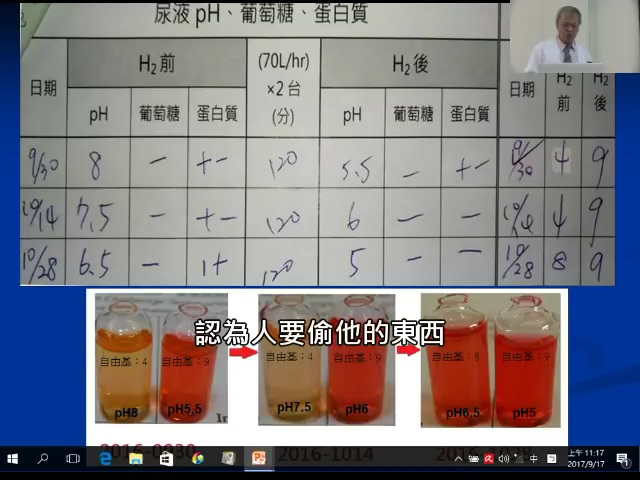 尿液 pH、葡萄糖、蛋白質
日期 H₂前 (70L/hr) ×2台 (分) H₂後 日期 H₂前 H₂後
pH 葡萄糖 蛋白質 pH 葡萄糖 蛋白質
9/30 8 — +- 120 5.5 — +- 9/30 4 9
10/14 7.5 — +- 120 6 — — 10/14 4 9
10/28 6.5 — 1+ 120 5 — — 10/28 8 9
認為人要偷他的東西
自由基:4 自由基:9 自由基:4 自由基:9 自由基:8 自由基:9
pH8 pH5.5 pH7.5 pH6 pH6.5 pH5
2016-0930 2016-1014
上午 11:17
中 2017/9/17